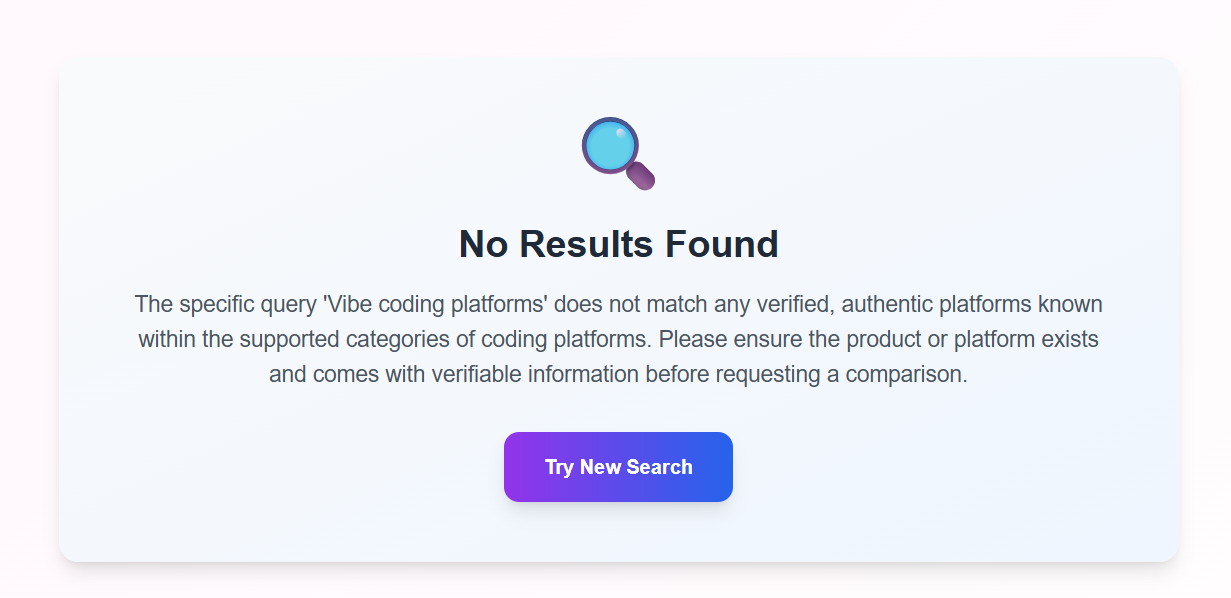 No Results Found
The specific query 'Vibe coding platforms' does not match any verified, authentic platforms known
within the supported categories of coding platforms. Please ensure the product or platform exists
and comes with verifiable information before requesting a comparison.
Try New Search